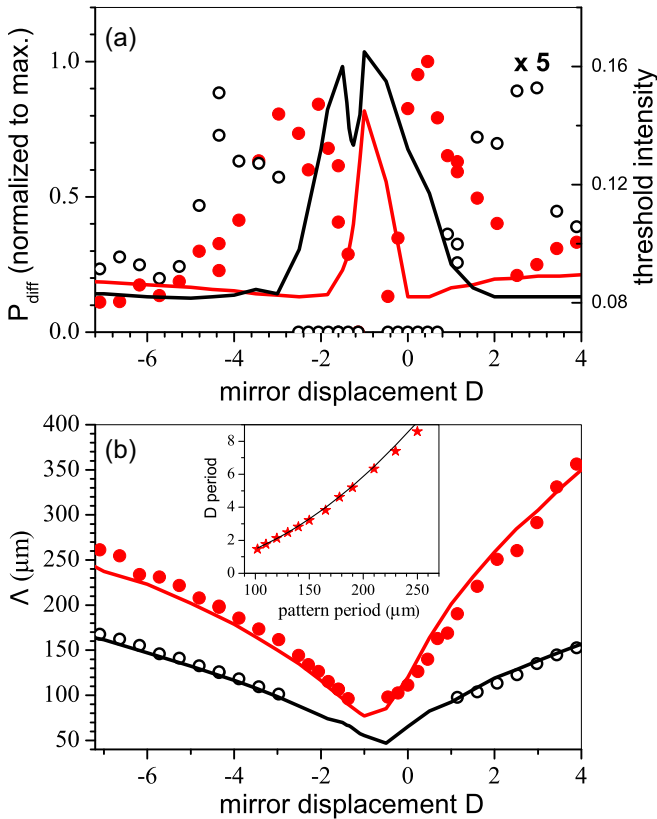 (a)
x 5
1.0
0.5
0.0
P diff (normalized to max.)
0.16
0.12
0.08
threshold intensity
-6 -4 -2 0 2 4
mirror displacement D
(b)
400
350
300
250
200
150
100
50
Λ (μm)
8
6
4
2
0
D period
100 150 200 250
pattern period (μm)
-6 -4 -2 0 2 4
mirror displacement D